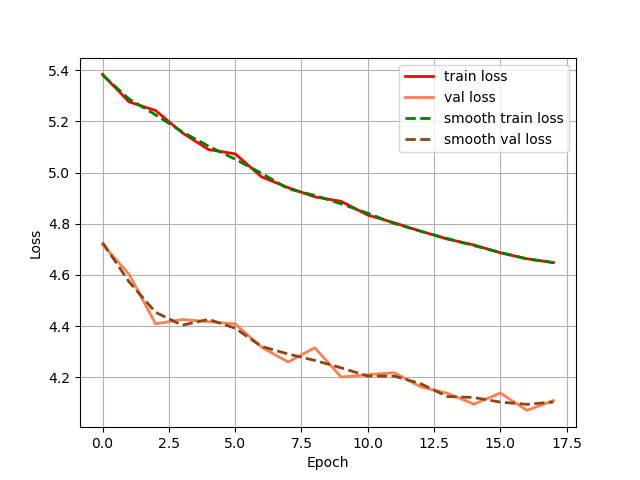 train loss
val loss
smooth train loss
smooth val loss
5.4
5.2
5.0
4.8
4.6
4.4
4.2
Loss
0.0 2.5 5.0 7.5 10.0 12.5 15.0 17.5
Epoch